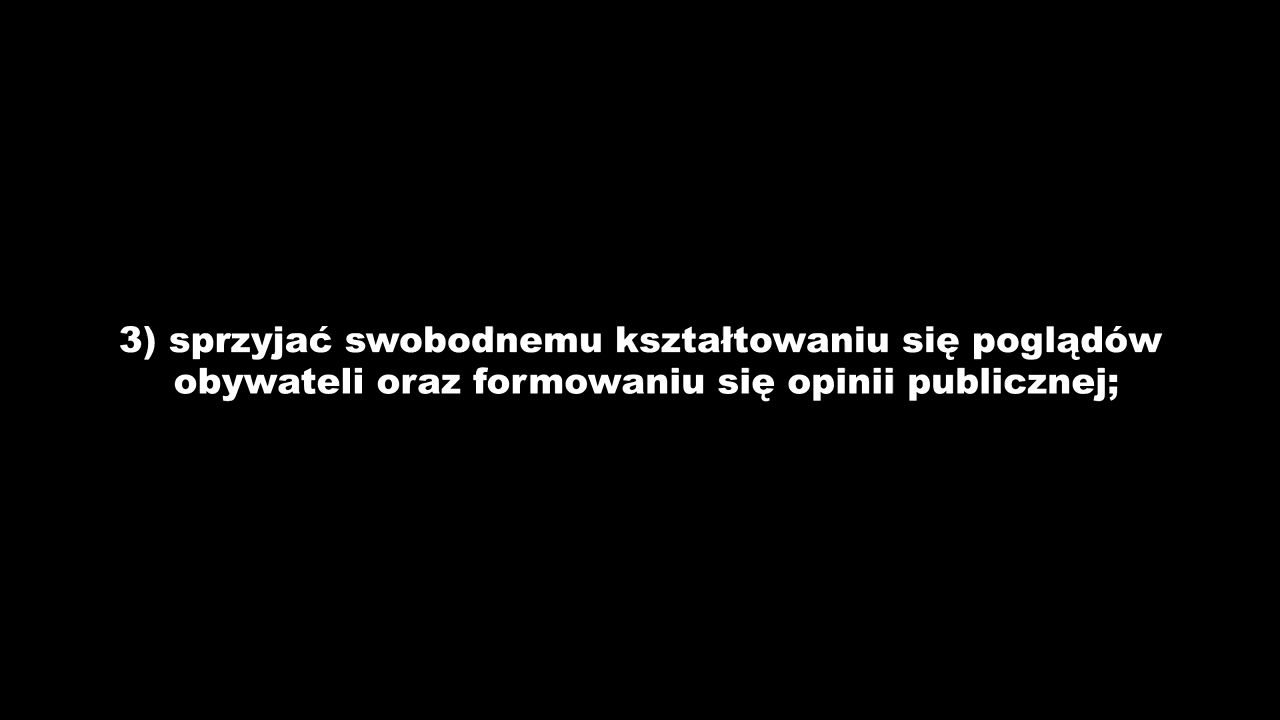 3) sprzyjać swobodnemu kształtowaniu się poglądów
obywateli oraz formowaniu się opinii publicznej;